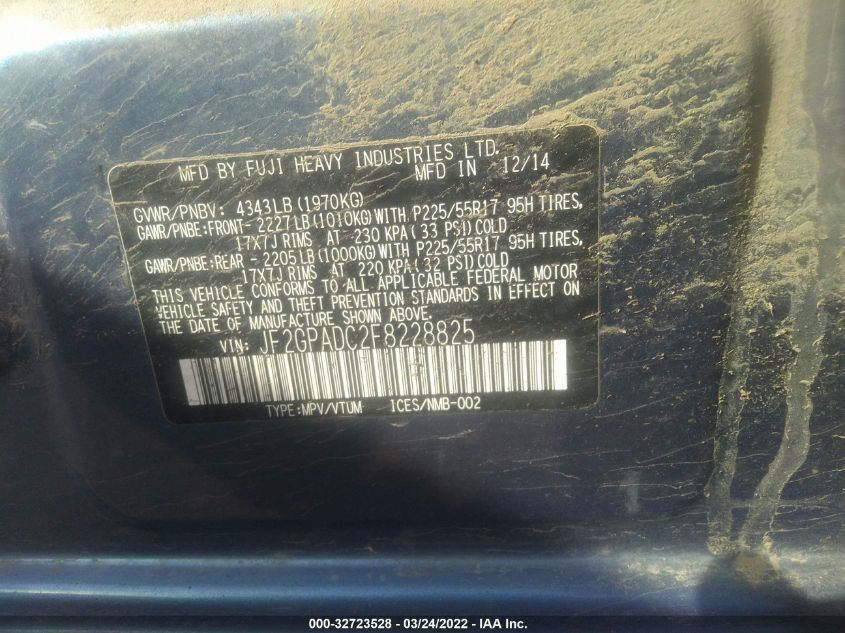 MFD BY FUJI HEAVY INDUSTRIES LTD.
MFD IN 12/14
GVWR/PNBV: 4343LB(1970KG)
GAWR/PNBE:FRONT- 2227LB(1010KG)WITH P225/55R17 95H TIRES,
17X7J RIMS AT 230 KPA(33 PSI)COLD
GAWR/PNBE:REAR - 2205LB(1000KG)WITH P225/55R17 95H TIRES,
17X7J RIMS AT 220 KPA(32 PSI)COLD
THIS VEHICLE CONFORMS TO ALL APPLICABLE FEDERAL MOTOR
VEHICLE SAFETY AND THEFT PREVENTION STANDARDS IN EFFECT ON
THE DATE OF MANUFACTURE SHOWN ABOVE.
VIN: JF2GPADC2F8228825
TYPE:MPV/VTUM ICES/NMB-002
000-32723528 - 03/24/2022 - IAA Inc.